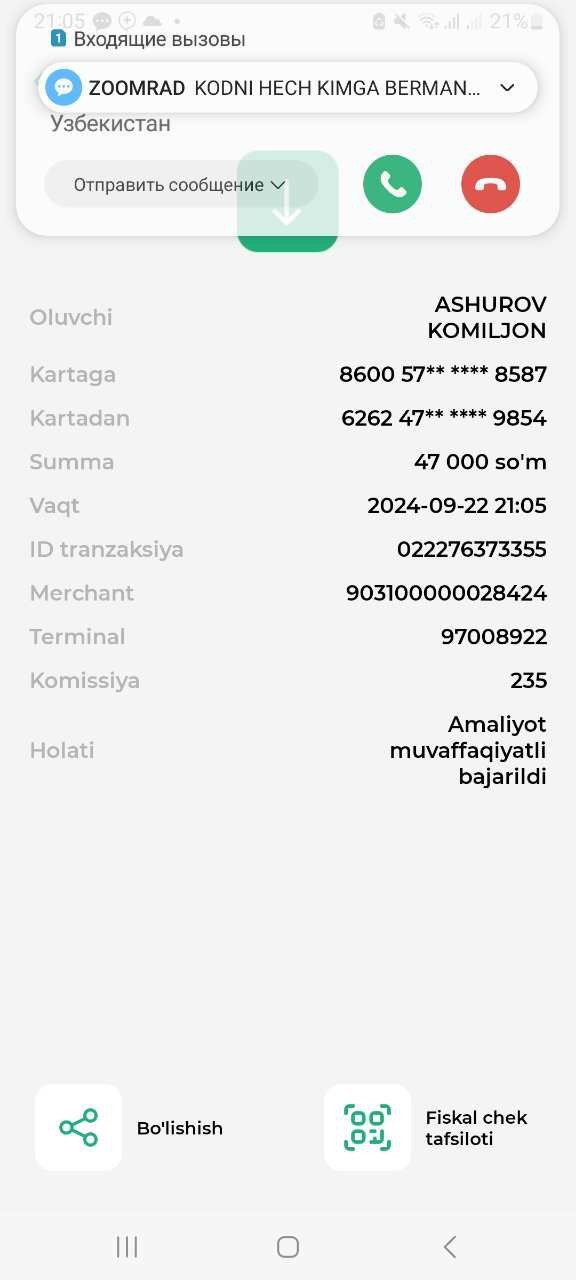 21:05
21%
1 Входящие вызовы
ZOOMRAD KODNI HECH KIMGA BERMAN...
Узбекистан
Отправить сообщение
Oluvchi ASHUROV
KOMILJON
Kartaga 8600 57** **** 8587
Kartadan 6262 47** **** 9854
Summa 47 000 so'm
Vaqt 2024-09-22 21:05
ID tranzaksiya 022276373355
Merchant 903100000028424
Terminal 97008922
Komissiya 235
Holati Amaliyot
muvaffaqiyatli
bajarildi
Bo'lishish
Fiskal chek
tafsiloti